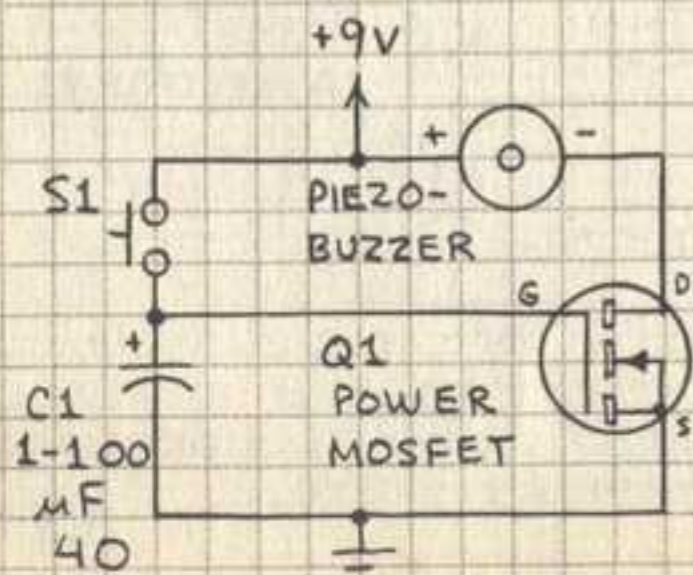 +9V
+ -
S1
PIEZO-
BUZZER
G D
+
Q1
C1
POWER
S
1-100
MOSFET
μF
40